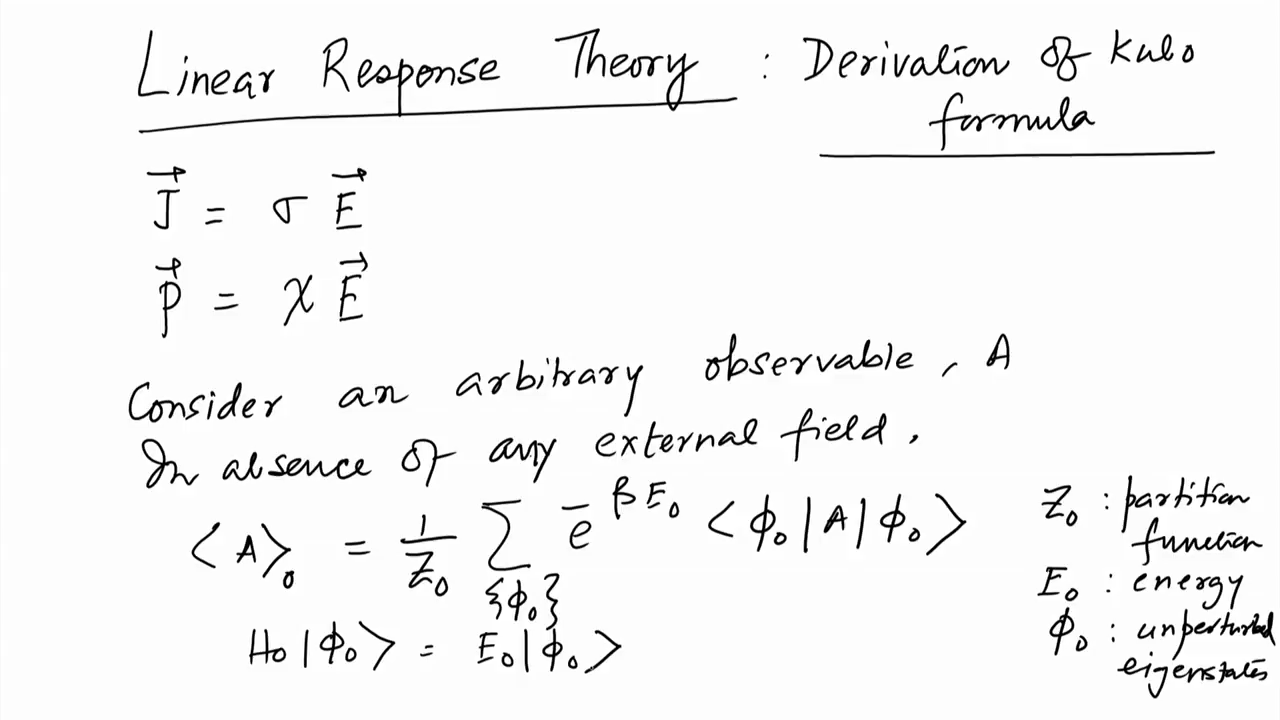 Linear Response Theory : Derivation of Kubo
formula
J⃗ = σ E⃗
P⃗ = χ E⃗
Consider an arbitrary observable, A
In absence of any external field,
⟨A⟩₀ = 1/Z₀ Σ_{ϕ₀} e^{-βE₀} ⟨ϕ₀|A|ϕ₀⟩
H₀|ϕ₀⟩ = E₀|ϕ₀⟩
Z₀ : partition
function
E₀ : energy
ϕ₀ : unperturbed
eigenstates